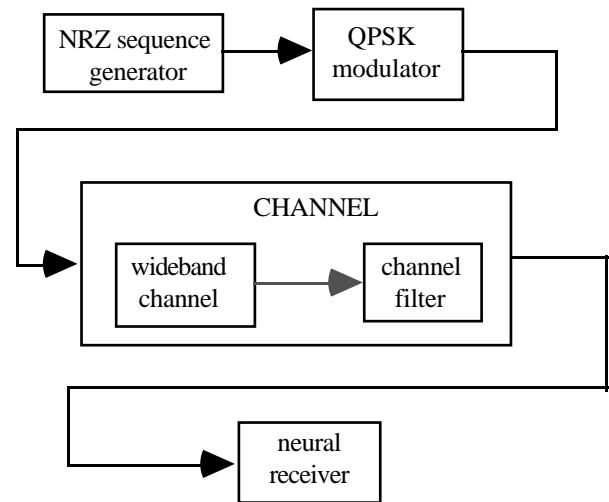 NRZ sequence
generator
QPSK
modulator
CHANNEL
wideband
channel
channel
filter
neural
receiver